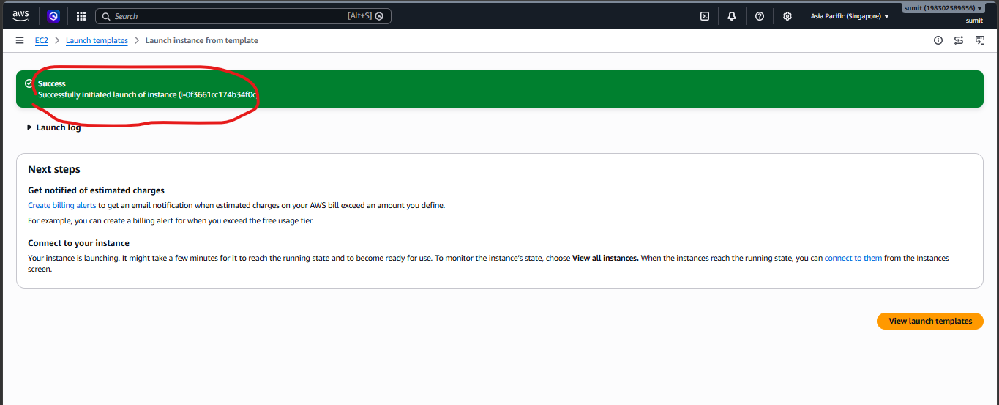 aws
Search
[Alt+S]
Asia Pacific (Singapore)
sumit (198302589656)
sumit
EC2
Launch templates
Launch instance from template
Success
Successfully initiated launch of instance (i-0f3661cc174b34f0c
Launch log
Next steps
Get notified of estimated charges
Create billing alerts to get an email notification when estimated charges on your AWS bill exceed an amount you define.
For example, you can create a billing alert for when you exceed the free usage tier.
Connect to your instance
Your instance is launching. It might take a few minutes for it to reach the running state and to become ready for use. To monitor the instance's state, choose View all instances. When the instances reach the running state, you can connect to them from the Instances
screen.
View launch templates